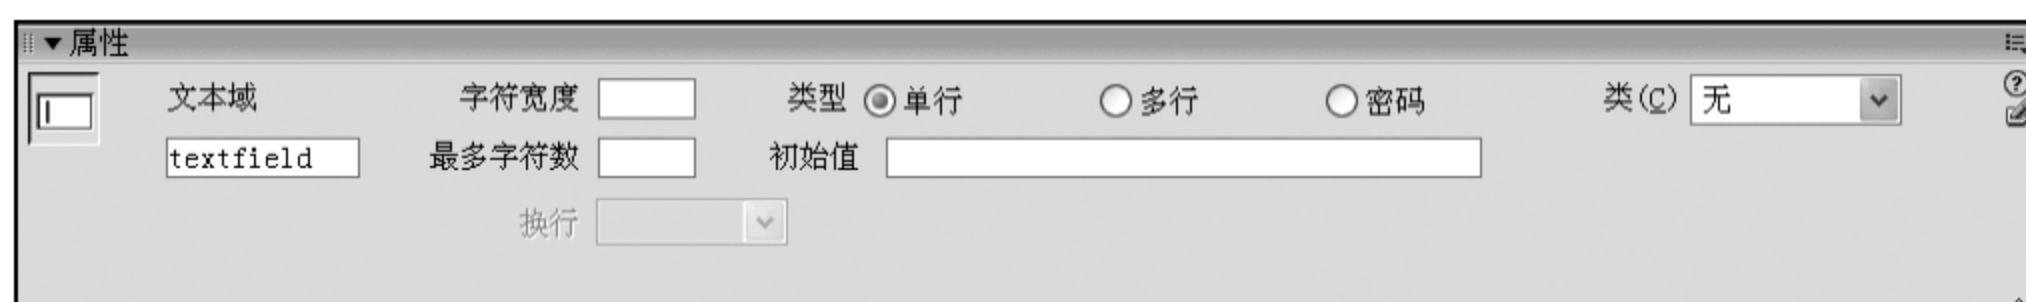 属性
文本域 字符宽度 类型 单行 多行 密码 类(C) 无
textfield 最多字符数 初始值
换行